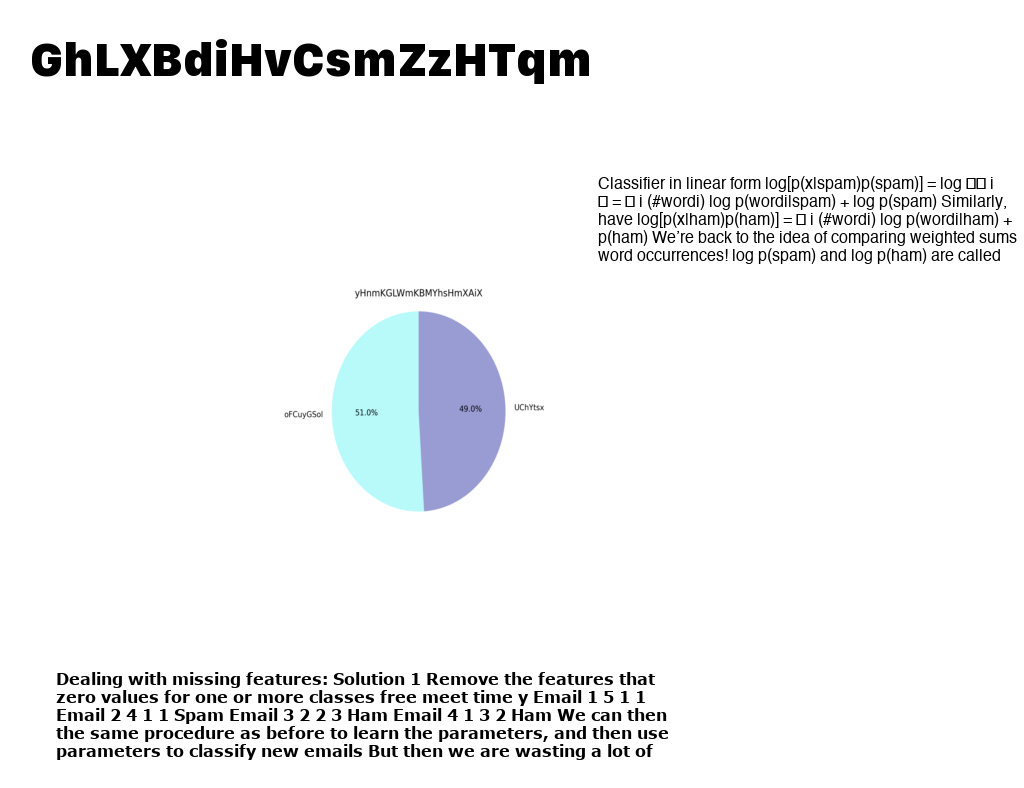 GhLXBdiHvCsmZzHTqm
Classifier in linear form log[p(x|spam)p(spam)] = log □□ i
□ = □ i (#wordi) log p(wordi|spam) + log p(spam) Similarly,
have log[p(x|ham)p(ham)] = □ i (#wordi) log p(wordi|ham) +
p(ham) We’re back to the idea of comparing weighted sums
word occurrences! log p(spam) and log p(ham) are called
yHnmKGLWmKBMYhsHmXAiX
oFCuyGSol
51.0%
49.0%
UChYtsx
Dealing with missing features: Solution 1 Remove the features that
zero values for one or more classes free meet time y Email 1 5 1 1
Email 2 4 1 1 Spam Email 3 2 2 3 Ham Email 4 1 3 2 Ham We can then
the same procedure as before to learn the parameters, and then use
parameters to classify new emails But then we are wasting a lot of